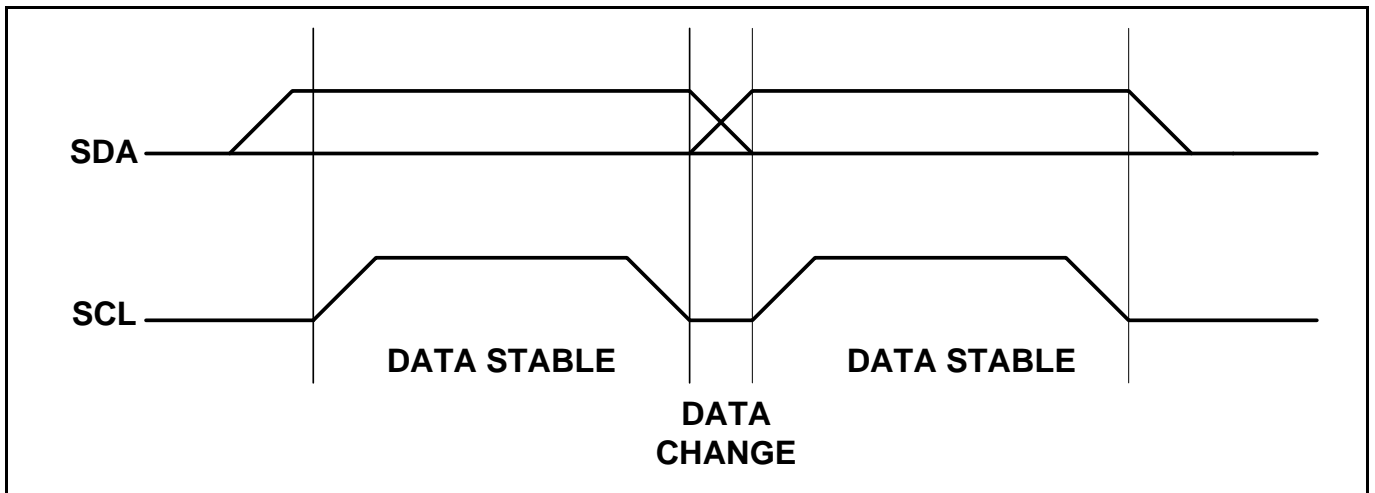 SDA
SCL
DATA STABLE
DATA STABLE
DATA
CHANGE